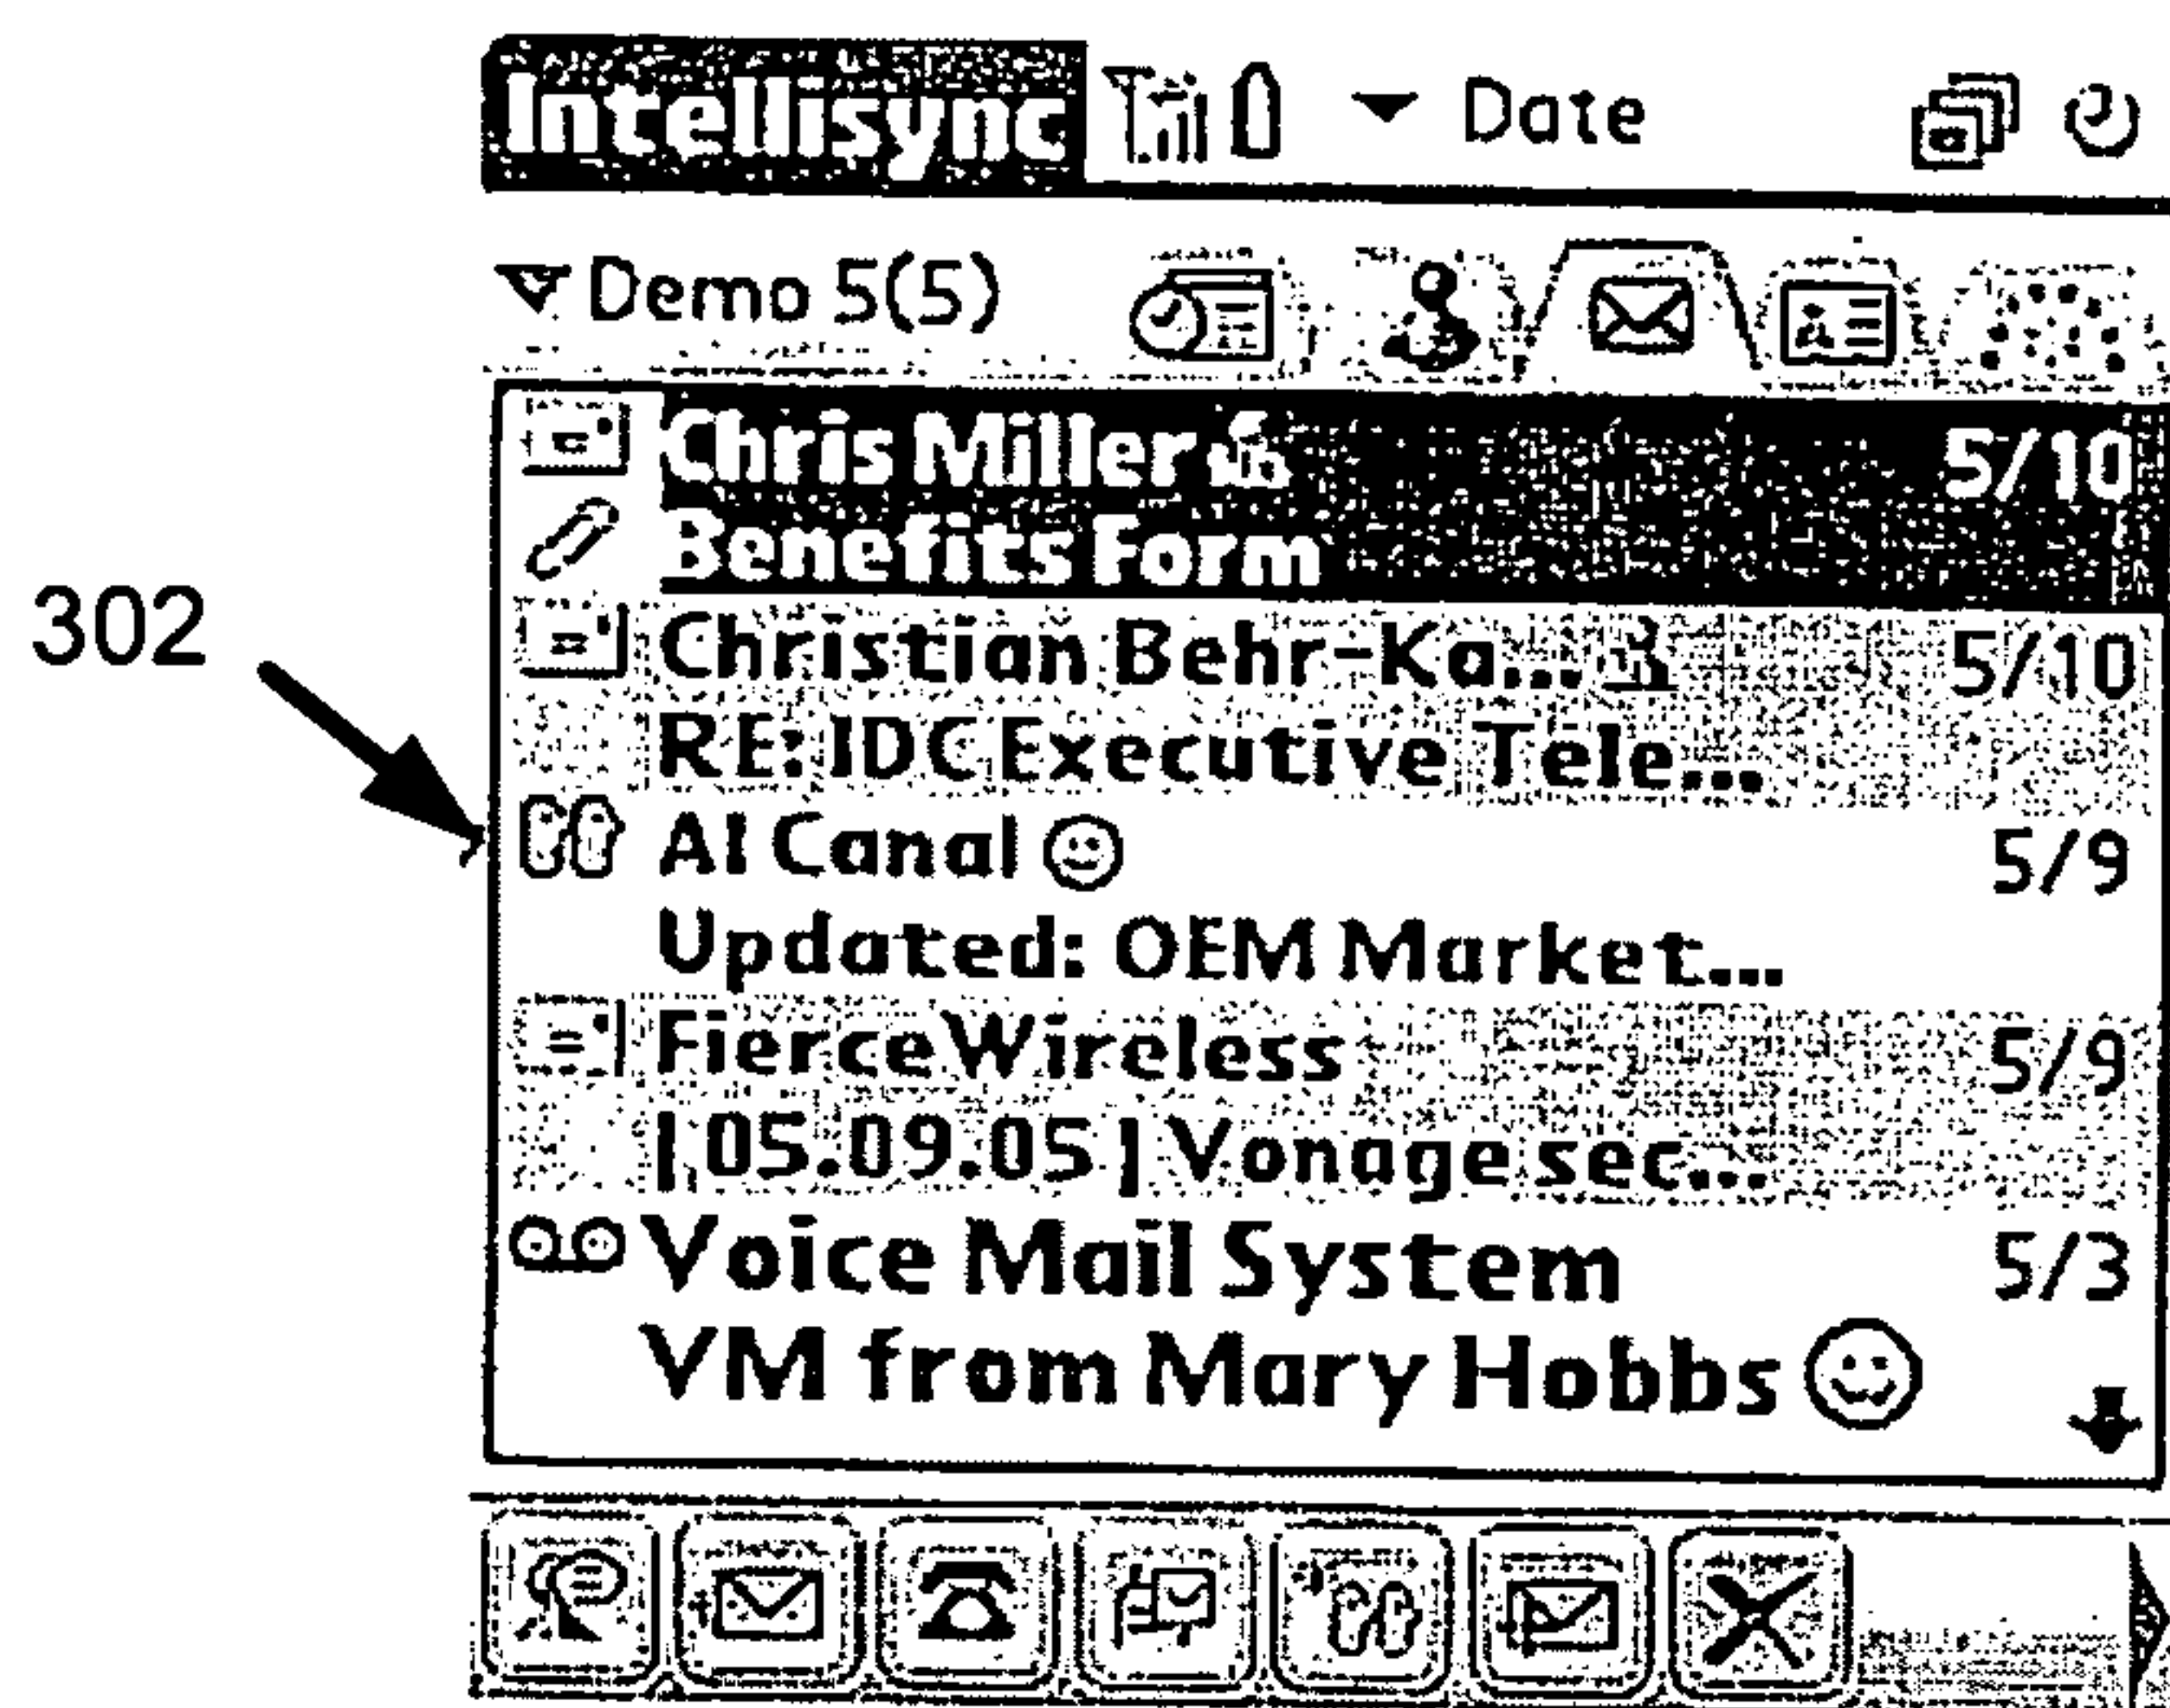 Intellisync Date
Demo 5(5)
Chris Miller 5/10
Benefits Form
302
Christian Behr-Ka... 5/10
RE: IDC Executive Tele...
Al Canal 5/9
Updated: OEM Market...
FierceWireless 5/9
| 05.09.05 | Vonage sec...
Voice Mail System 5/3
VM from Mary Hobbs